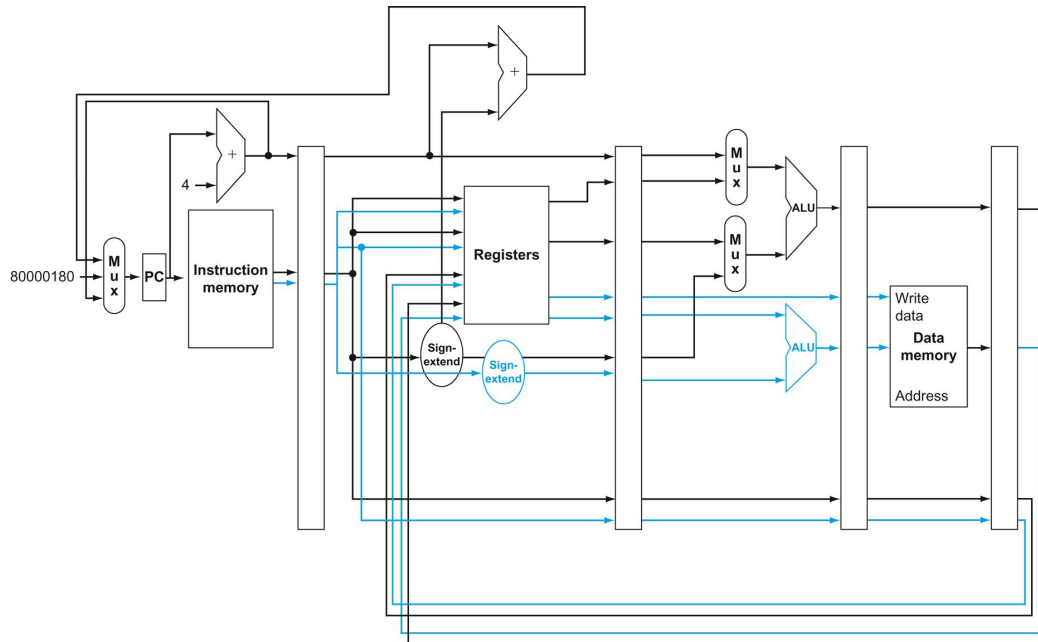 +
+
4
M
u
x
80000180
M
u
x
PC
Instruction
memory
Registers
M
u
x
ALU
Sign-
extend
Sign-
extend
ALU
Write
data
Data
memory
Address